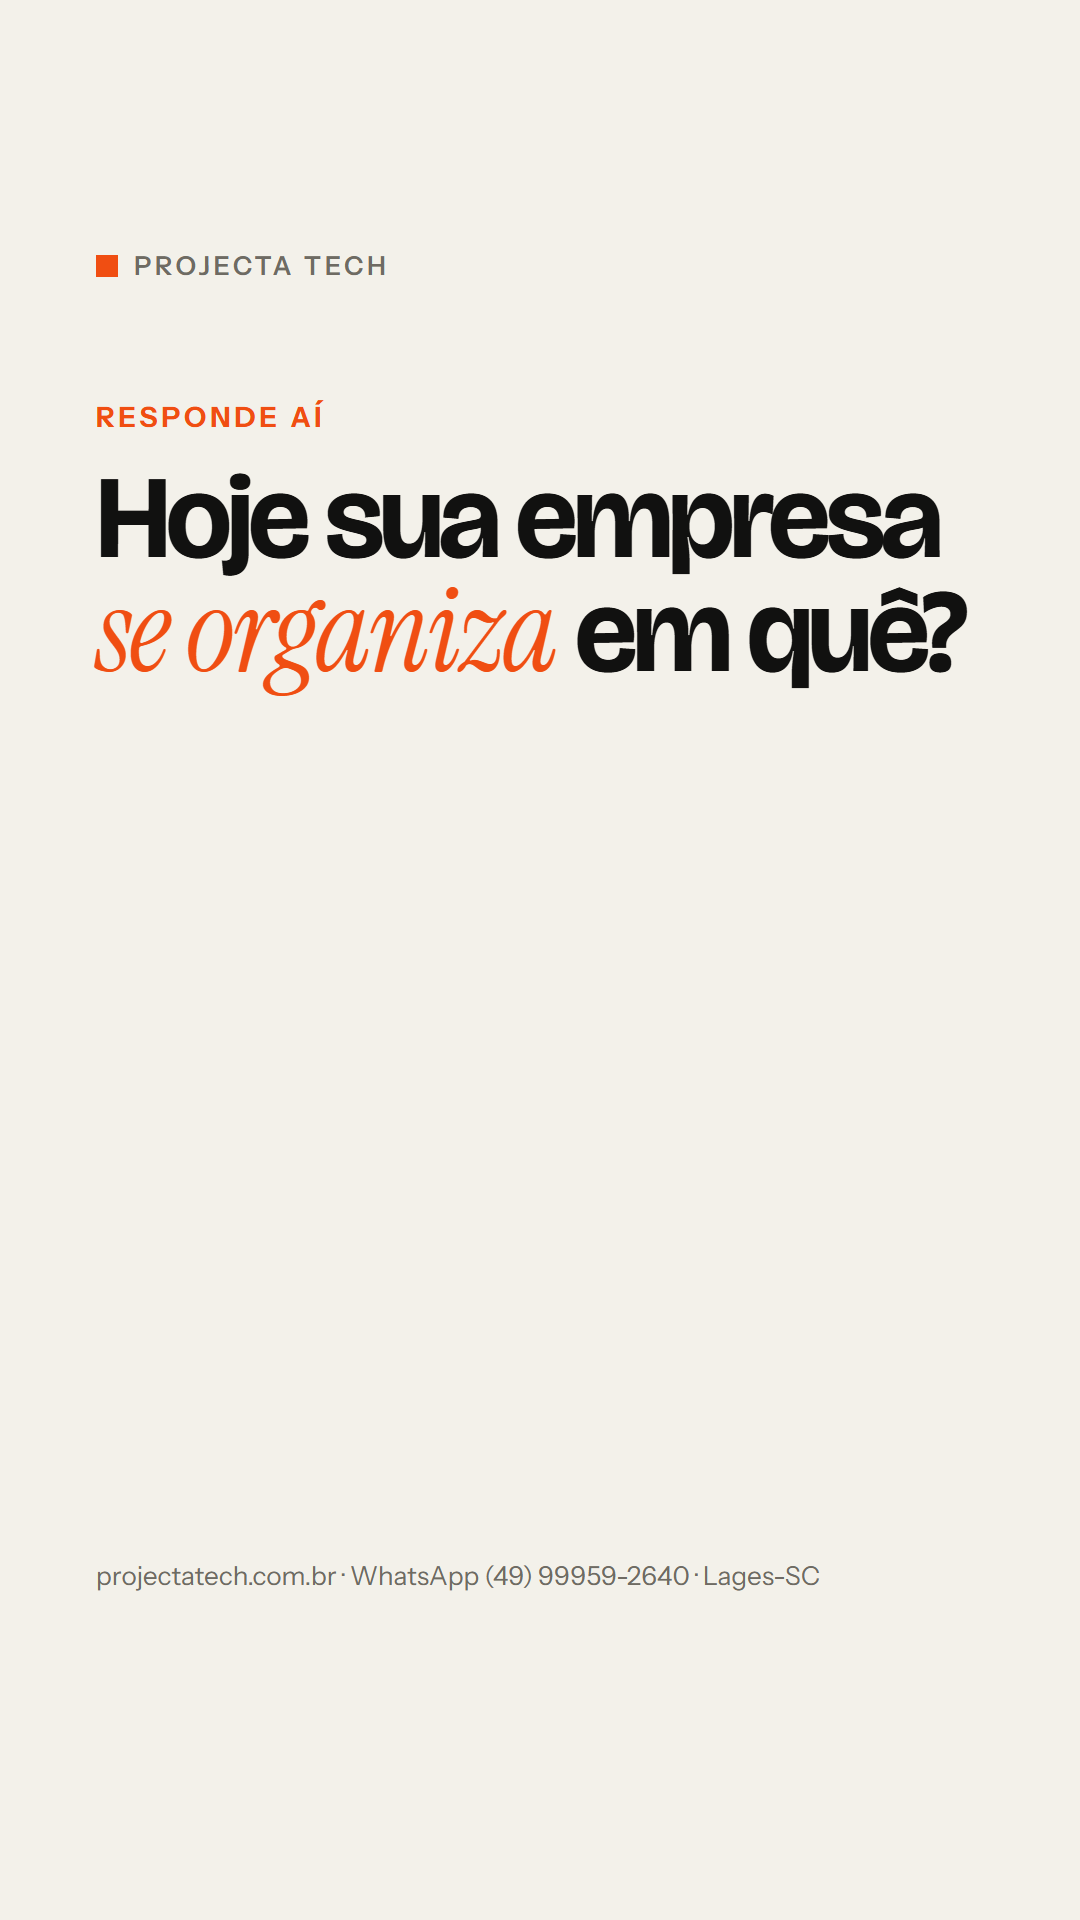 PROJECTA TECH
RESPONDE AÍ
Hoje sua empresa
se organiza em quê?
projectatech.com.br · WhatsApp (49) 99959-2640 · Lages-SC